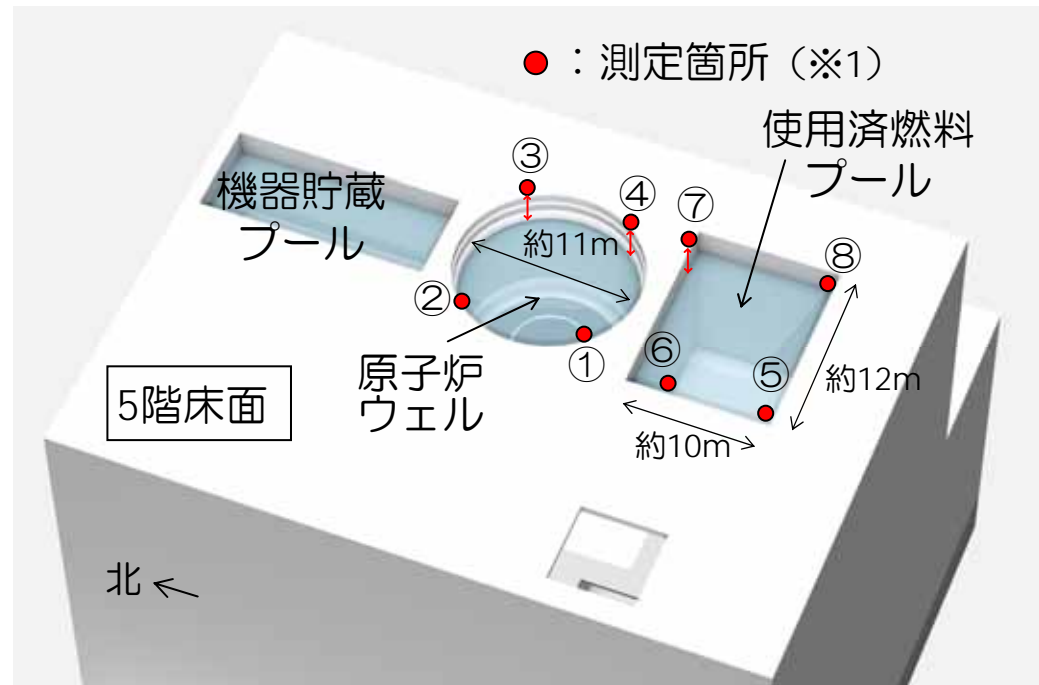 ●：測定箇所（※1）
使用済燃料
プール
③
④
⑦
機器貯蔵
プール
約11m
⑧
②
①
⑥
⑤
原子炉
ウェル
約12m
5階床面
約10m
北